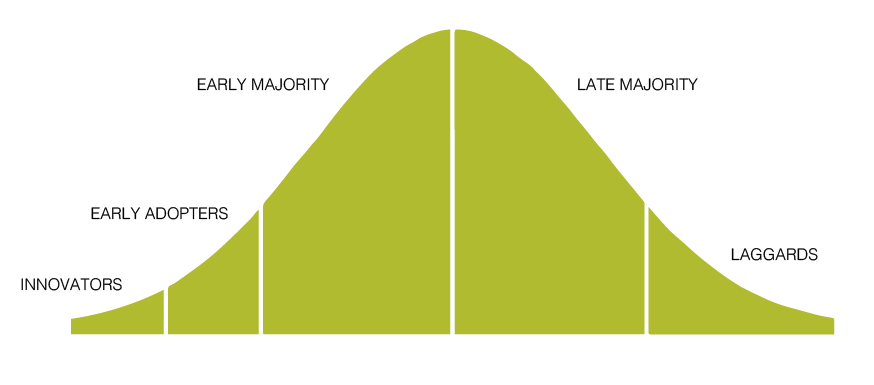 EARLY MAJORITY
LATE MAJORITY
EARLY ADOPTERS
LAGGARDS
INNOVATORS